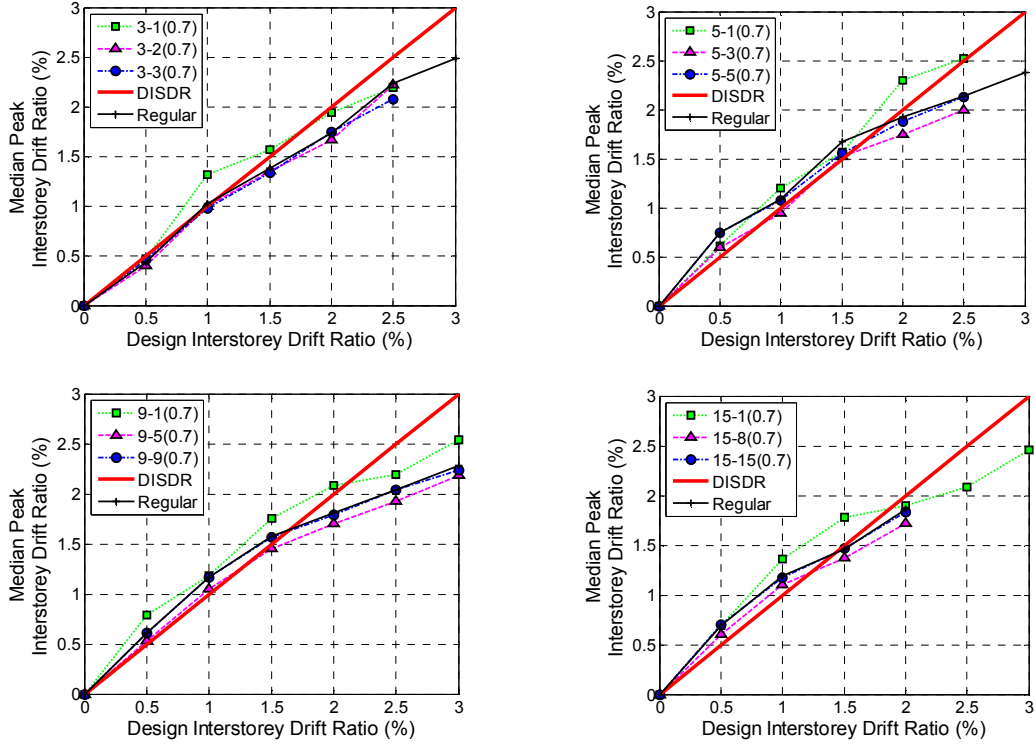 3
2.5
2
1.5
1
0.5
0
0 0.5 1 1.5 2 2.5 3
Median Peak
Interstorey Drift Ratio (%)
Design Interstorey Drift Ratio (%)
3-1(0.7)
3-2(0.7)
3-3(0.7)
DISDR
Regular
3
2.5
2
1.5
1
0.5
0
0 0.5 1 1.5 2 2.5 3
Median Peak
Interstorey Drift Ratio (%)
Design Interstorey Drift Ratio (%)
5-1(0.7)
5-3(0.7)
5-5(0.7)
DISDR
Regular
3
2.5
2
1.5
1
0.5
0
0 0.5 1 1.5 2 2.5 3
Median Peak
Interstorey Drift Ratio (%)
Design Interstorey Drift Ratio (%)
9-1(0.7)
9-5(0.7)
9-9(0.7)
DISDR
Regular
3
2.5
2
1.5
1
0.5
0
0 0.5 1 1.5 2 2.5 3
Median Peak
Interstorey Drift Ratio (%)
Design Interstorey Drift Ratio (%)
15-1(0.7)
15-8(0.7)
15-15(0.7)
DISDR
Regular